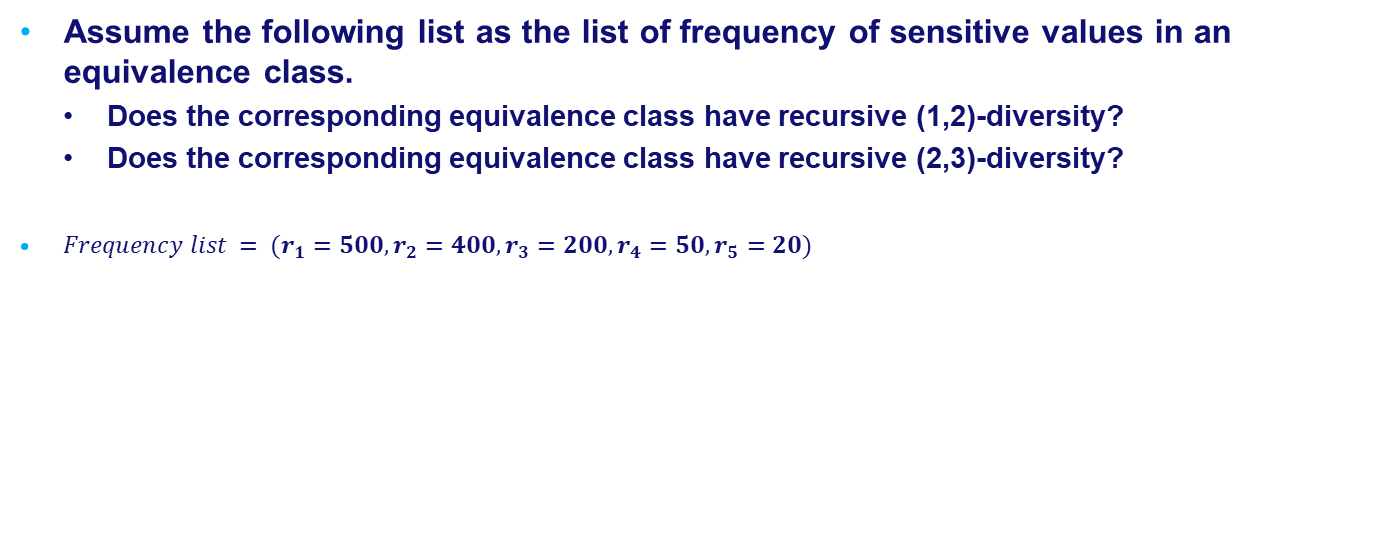 • Assume the following list as the list of frequency of sensitive values in an
equivalence class.
• Does the corresponding equivalence class have recursive (1,2)-diversity?
• Does the corresponding equivalence class have recursive (2,3)-diversity?
• Frequency list = (r₁ = 500, r₂ = 400, r₃ = 200, r₄ = 50, r₅ = 20)